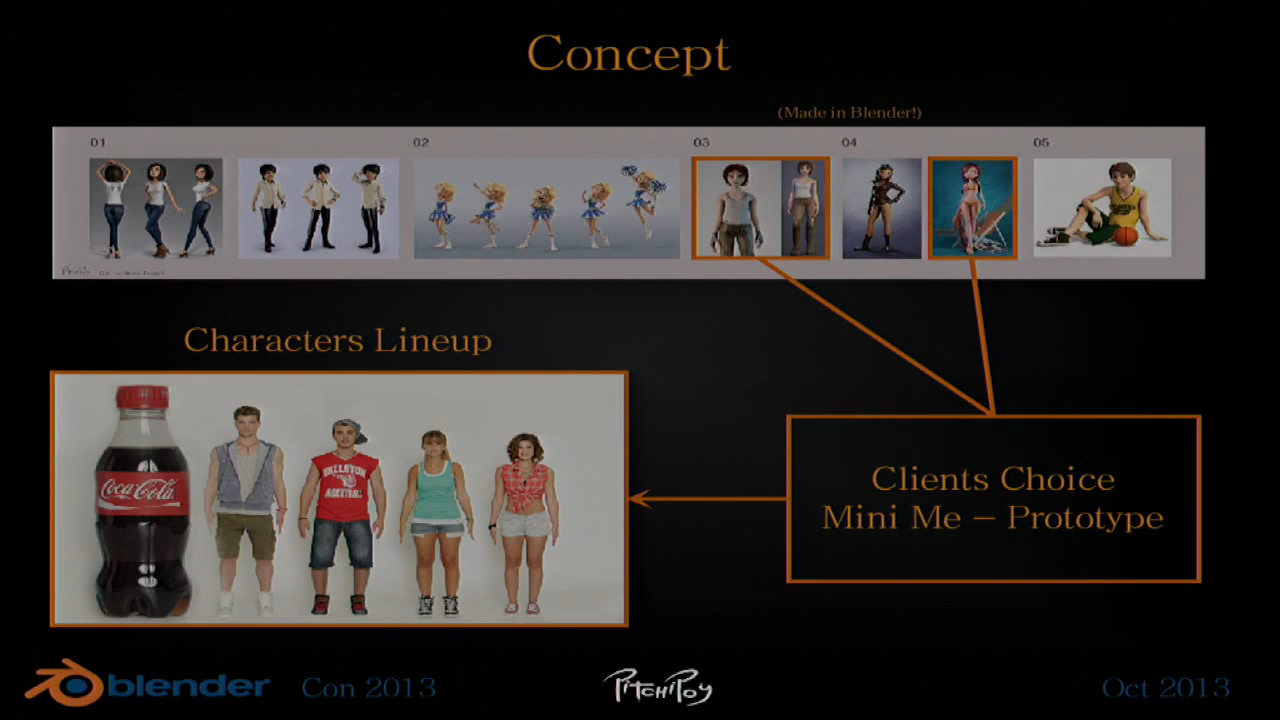 Concept
(Made in Blender!)
01
02
03
04
05
Characters Lineup
Coca-Cola
Clients Choice
Mini Me – Prototype
blender
Con 2013
PitchiPoy
Oct 2013